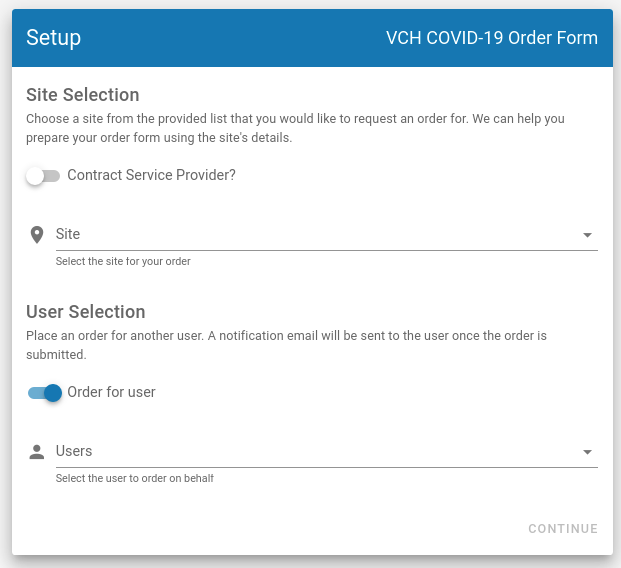 Setup
VCH COVID-19 Order Form
Site Selection
Choose a site from the provided list that you would like to request an order for. We can help you
prepare your order form using the site's details.
Contract Service Provider?
Site
Select the site for your order
User Selection
Place an order for another user. A notification email will be sent to the user once the order is
submitted.
Order for user
Users
Select the user to order on behalf
CONTINUE